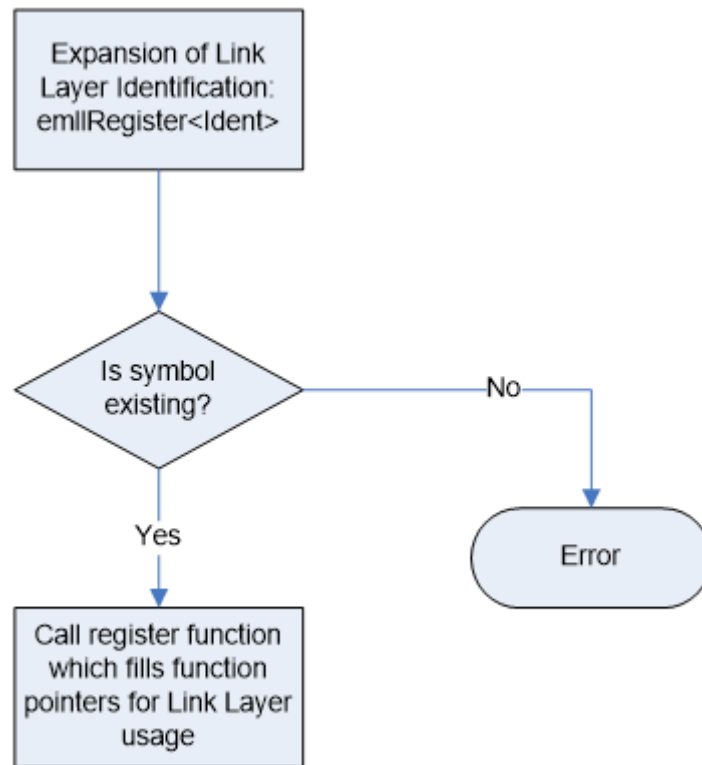 Expansion of Link
Layer Identification:
emllRegister<Ident>
Is symbol
existing?
No
Yes
Error
Call register function
which fills function
pointers for Link Layer
usage